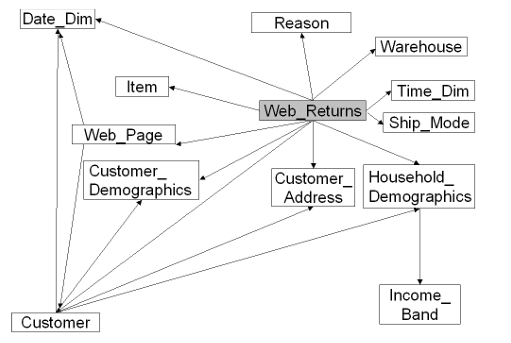 Date_Dim
Reason
Warehouse
Item
Time_Dim
Web_Returns
Ship_Mode
Web_Page
Customer_
Demographics
Customer_
Address
Household_
Demographics
Income_
Band
Customer